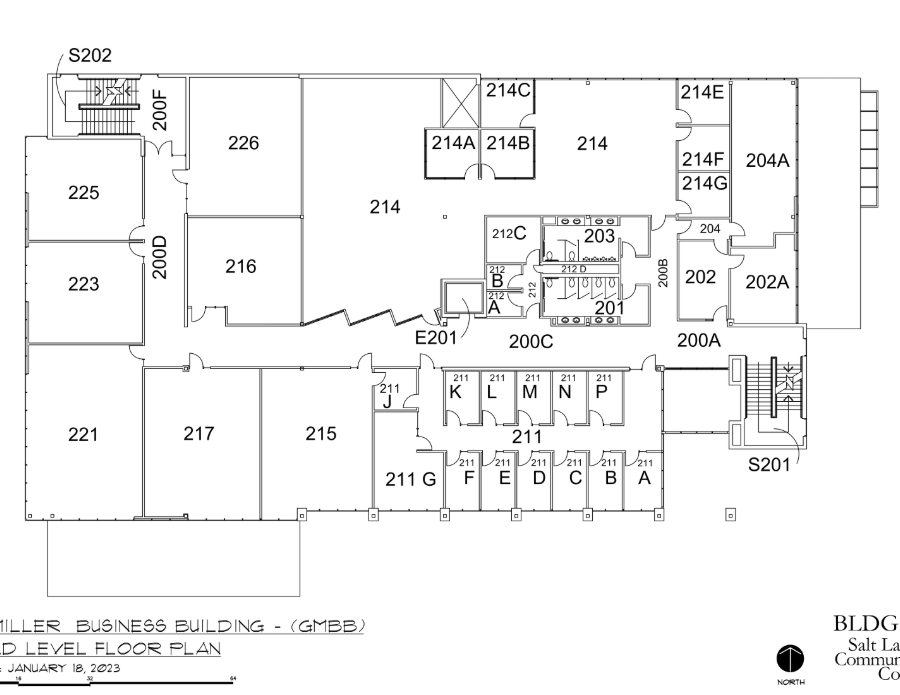 S202
200F
214C
214E
226
214A
214B
214
214F
204A
225
214G
214
212C
203
204
200D
216
212 D
200B
223
212
B
202
202A
212
A
212
201
E201
200C
200A
211
J
211
K
211
L
211
M
211
N
211
P
221
217
215
211
S201
211 G
211
F
211
E
211
D
211
C
211
B
211
A
MILLER BUSINESS BUILDING - (GMBB)
LEVEL FLOOR PLAN
JANUARY 18, 2023
16 32 64
NORTH
BLDG
Salt La
Commun
Co